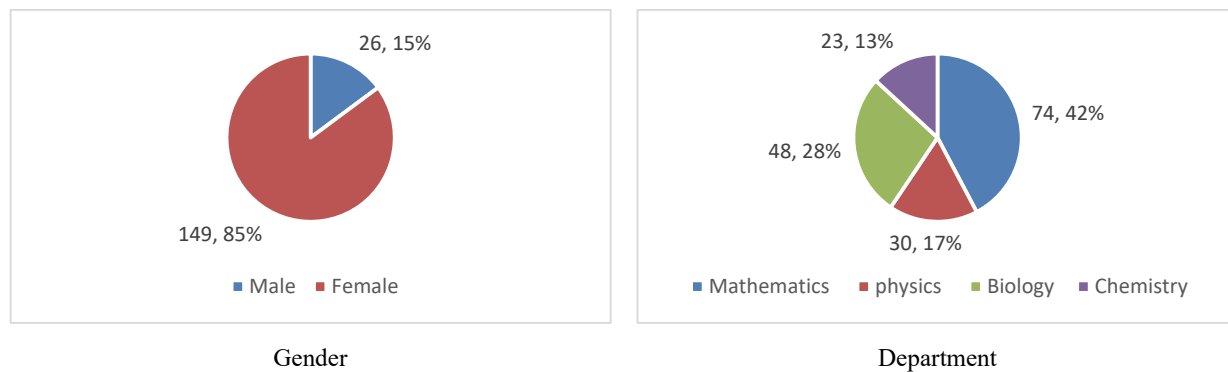 26, 15%
149, 85%
Male Female
Gender
23, 13%
74, 42%
48, 28%
30, 17%
Mathematics physics Biology Chemistry
Department